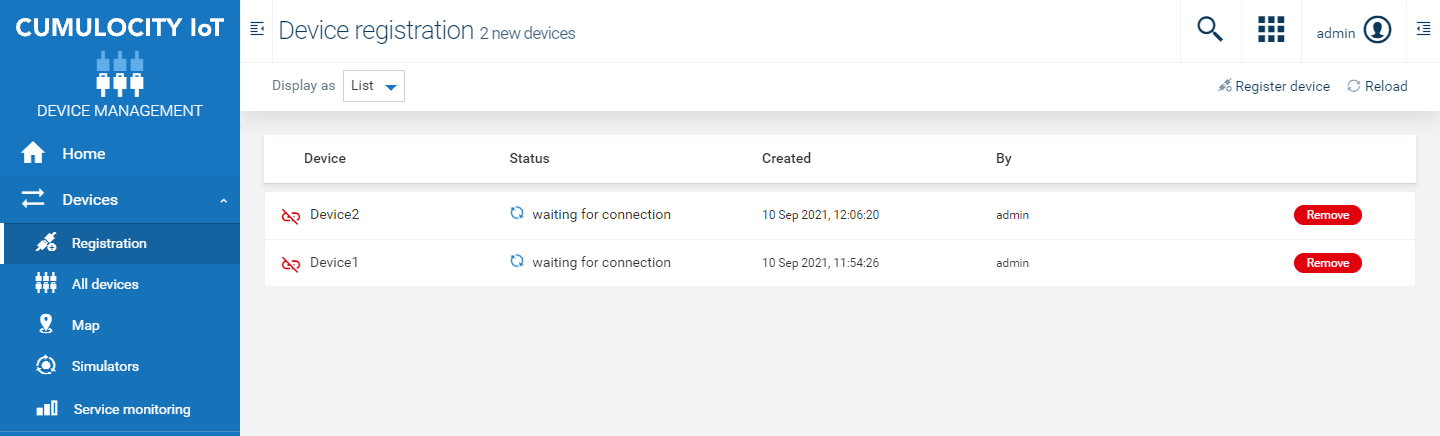 CUMULOCITY IoT
DEVICE MANAGEMENT
Home
Devices
Registration
All devices
Map
Simulators
Service monitoring
Device registration 2 new devices
admin
Display as List
Register device
Reload
Device Status Created By
Device2 waiting for connection 10 Sep 2021, 12:06:20 admin Remove
Device1 waiting for connection 10 Sep 2021, 11:54:26 admin Remove